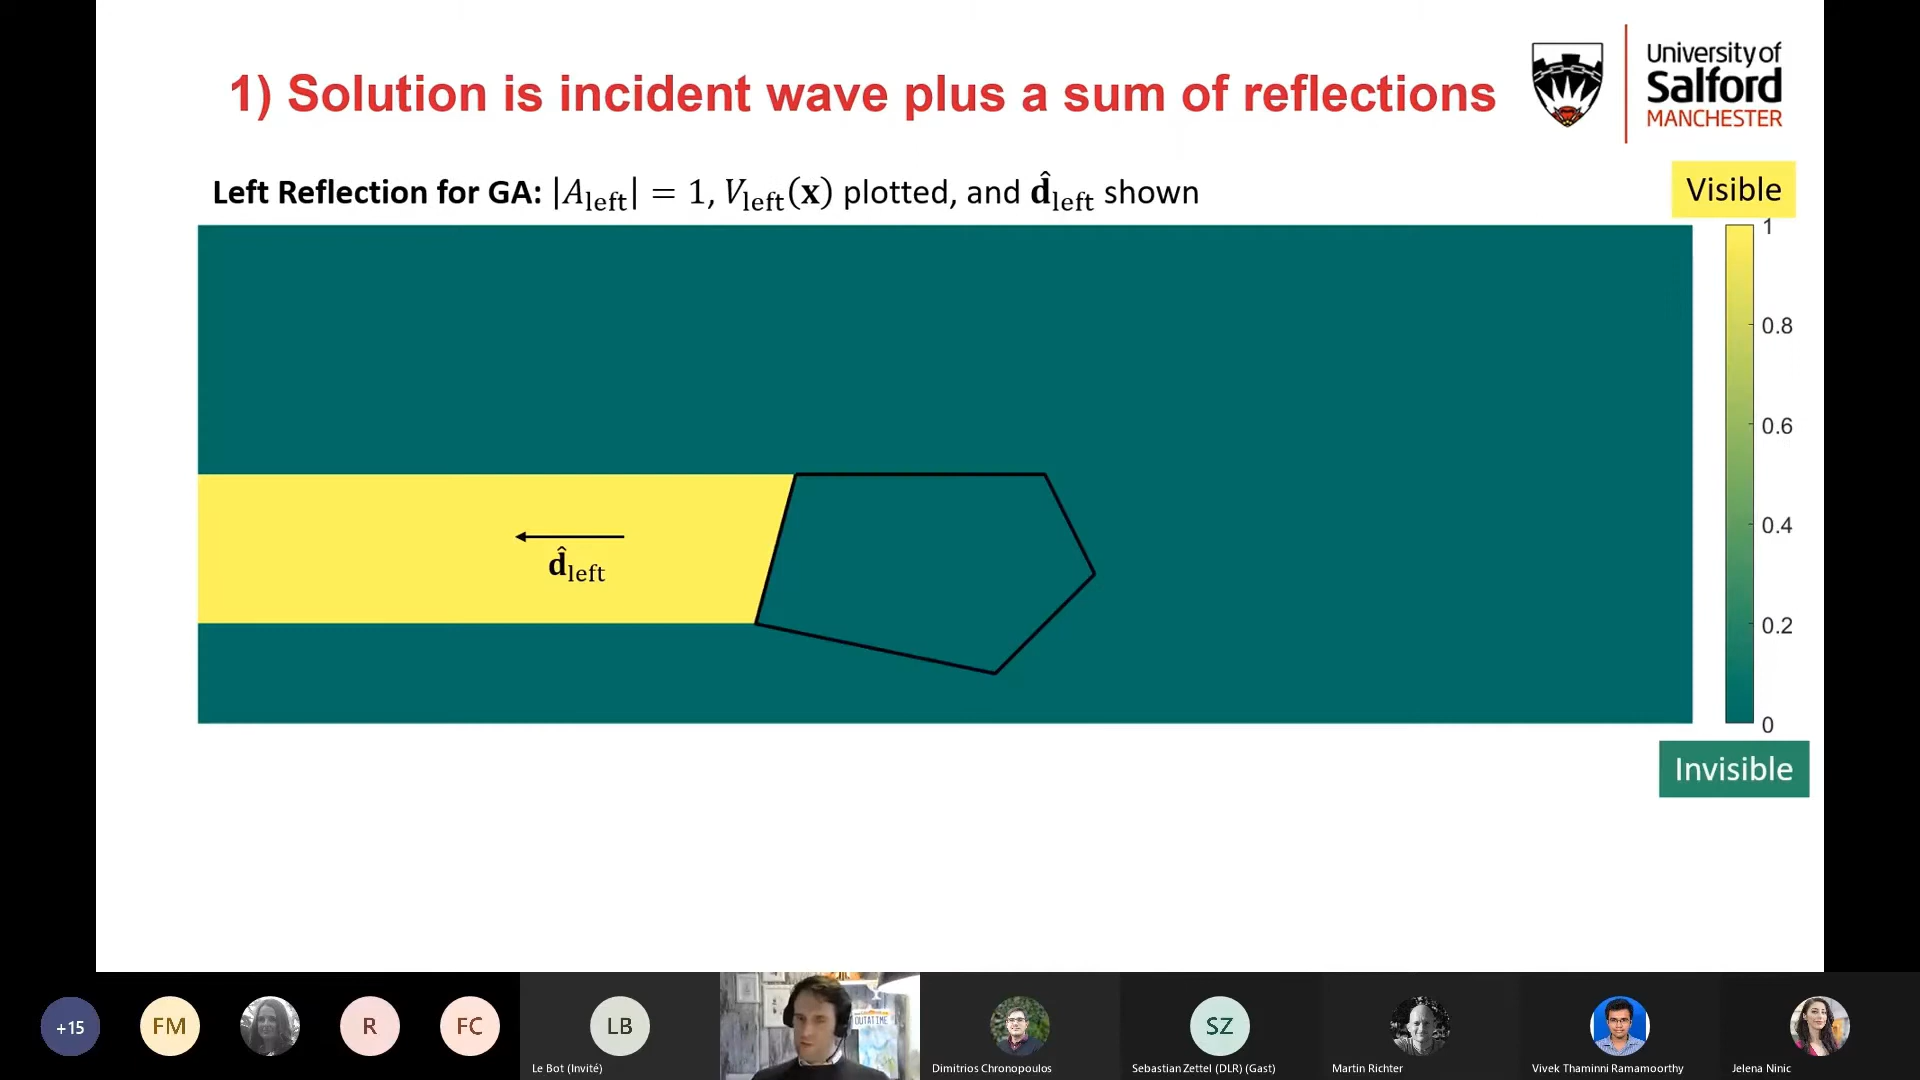 1) Solution is incident wave plus a sum of reflections
University of
Salford
MANCHESTER
Left Reflection for GA: |A_left| = 1, V_left(𝐱) plotted, and 𝐝̂_left shown
Visible
1
0.8
0.6
0.4
0.2
0
𝐝̂_left
Invisible
+15
FM
R
FC
LB
Le Bot (Invité)
OUTATIME
Dimitrios Chronopoulos
SZ
Sebastian Zettel (DLR) (Gast)
Martin Richter
Vivek Thaminni Ramamoorthy
Jelena Ninic